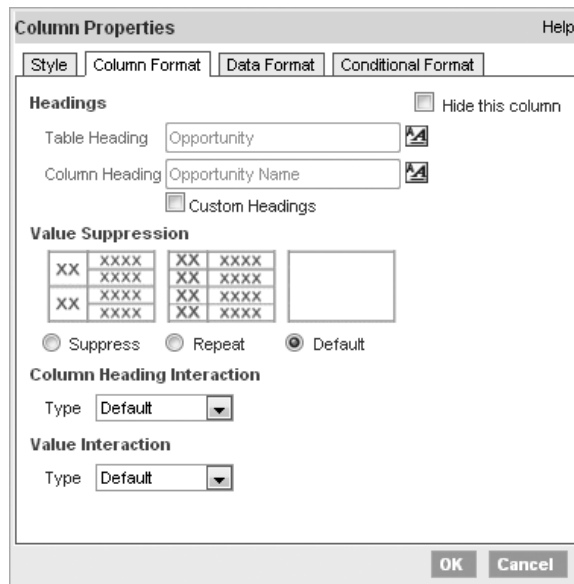 Column Properties Help
Style Column Format Data Format Conditional Format
Headings Hide this column
Table Heading Opportunity
Column Heading Opportunity Name
Custom Headings
Value Suppression
XX XXXX XX XXXX
XXXX XX XXXX
XX XXXX XX XXXX
XXXX XX XXXX
Suppress Repeat Default
Column Heading Interaction
Type Default
Value Interaction
Type Default
OK Cancel